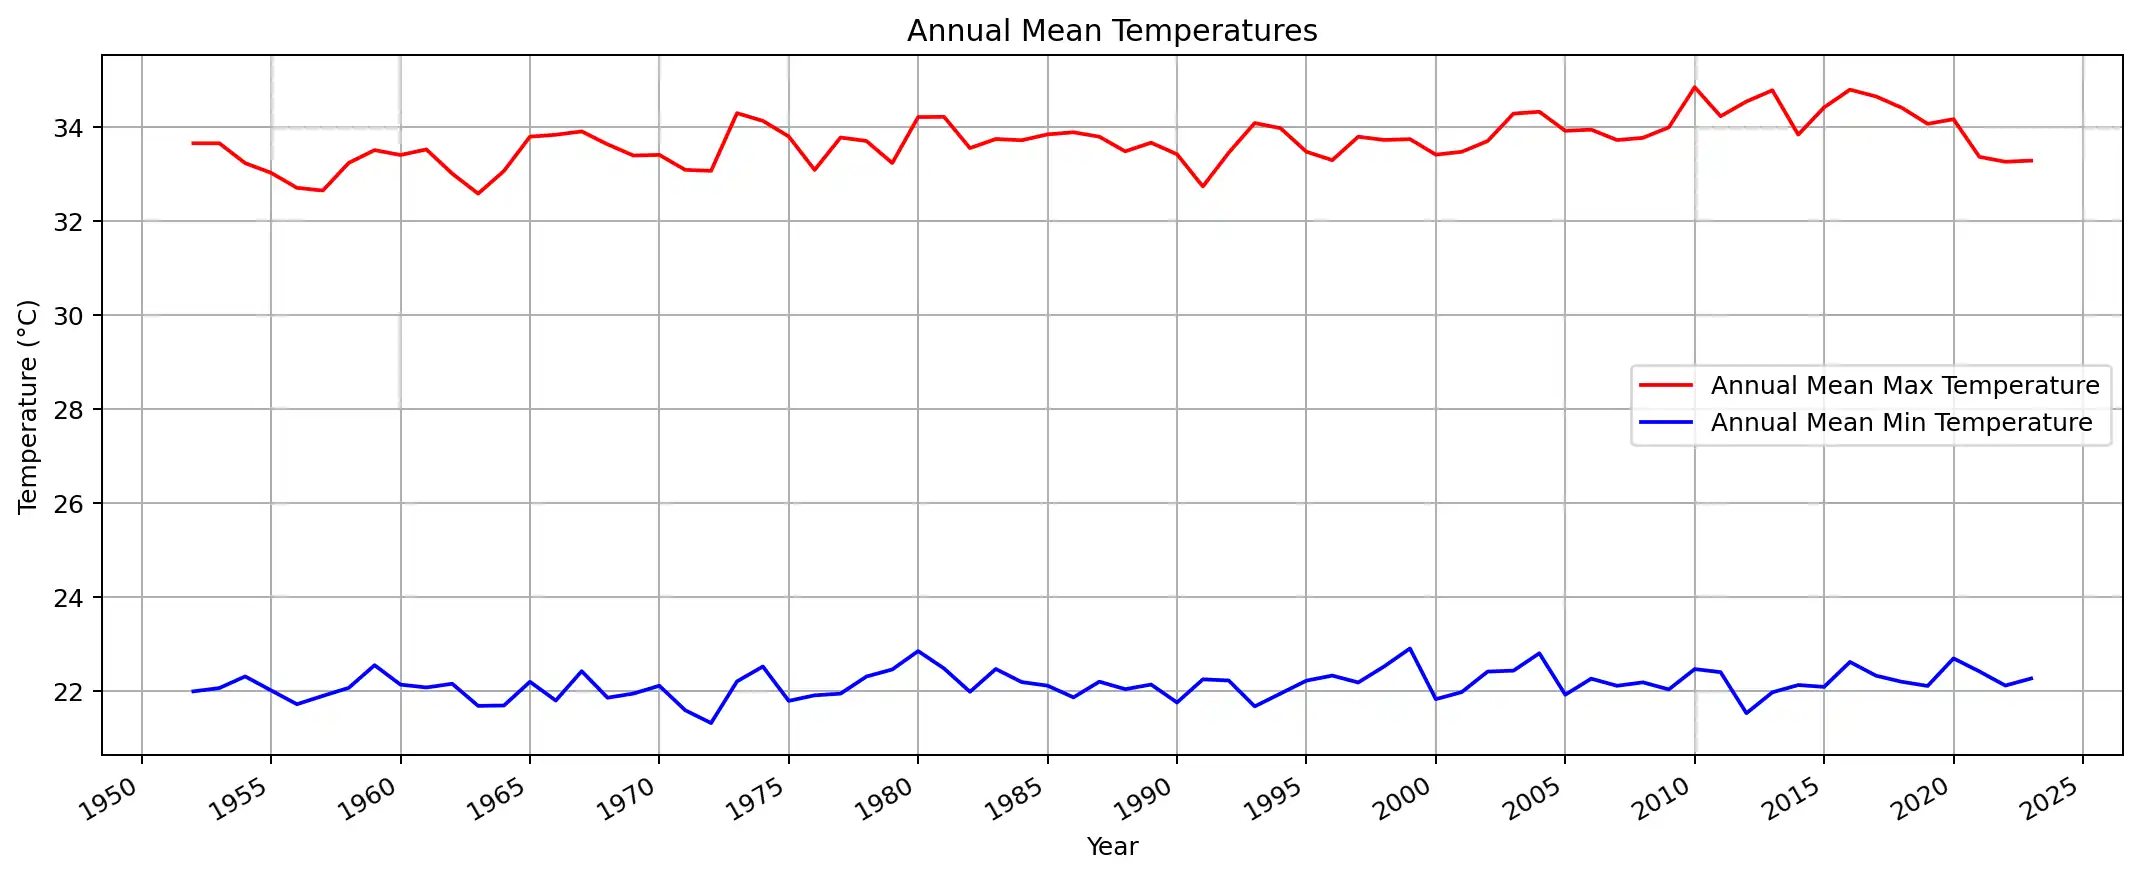 Annual Mean Temperatures
34
32
30
28
26
24
22
Temperature (°C)
Annual Mean Max Temperature
Annual Mean Min Temperature
1950 1955 1960 1965 1970 1975 1980 1985 1990 1995 2000 2005 2010 2015 2020 2025
Year